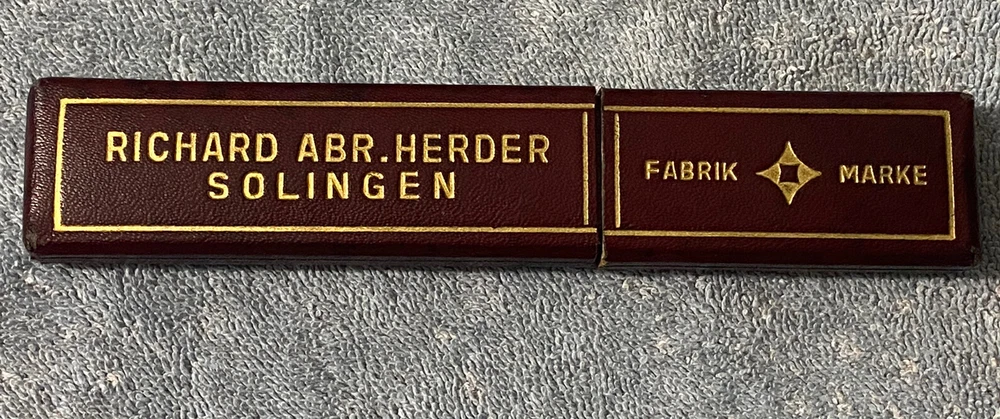 RICHARD ABR. HERDER
SOLINGEN
FABRIK MARKE